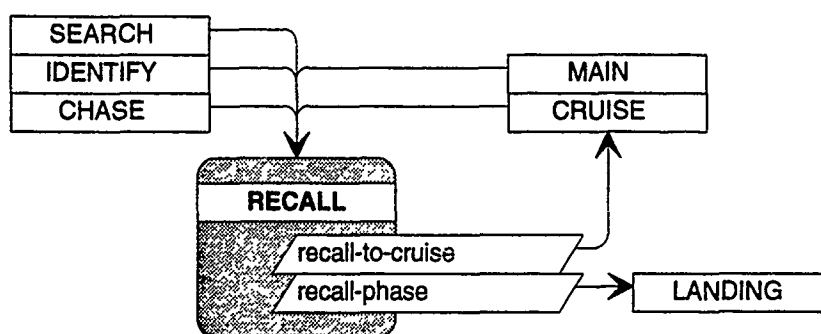 SEARCH
IDENTIFY
CHASE
MAIN
CRUISE
RECALL
recall-to-cruise
recall-phase
LANDING